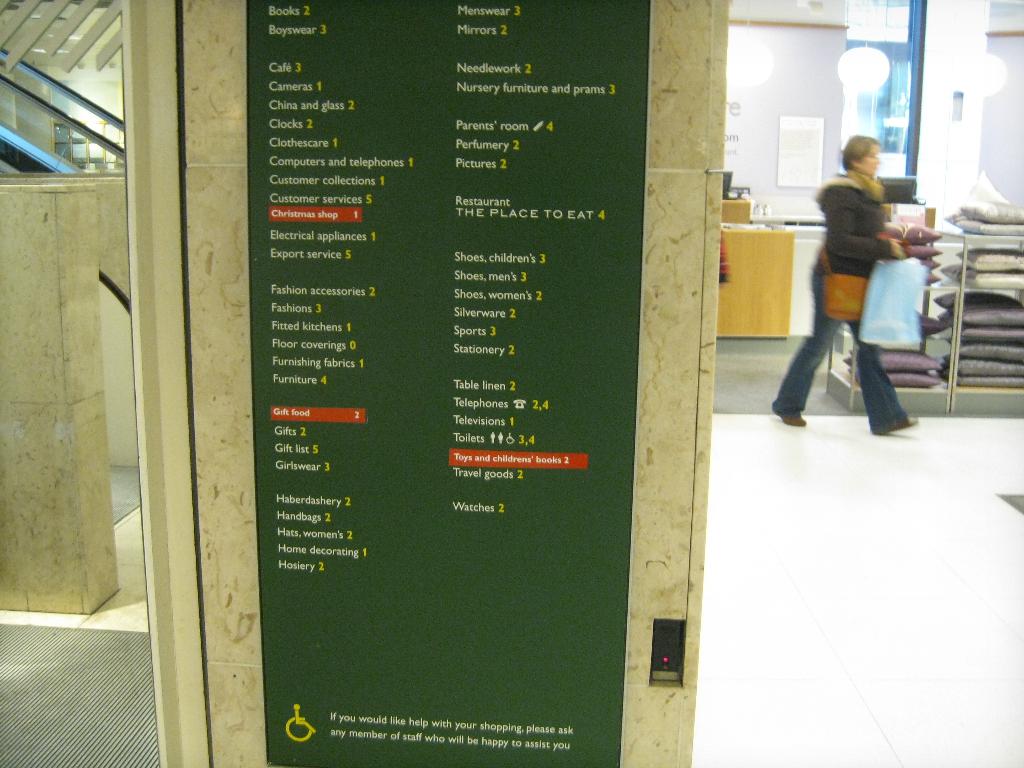 Books 2
Boyswear 3
Café 3
Cameras 1
China and glass 2
Clocks 2
Clothescare 1
Computers and telephones 1
Customer collections 1
Customer services 5
Christmas shop 1
Electrical appliances 1
Export service 5
Fashion accessories 2
Fashions 3
Fitted kitchens 1
Floor coverings 0
Furnishing fabrics 1
Furniture 4
Gift food 2
Gifts 2
Gift list 5
Girlswear 3
Haberdashery 2
Handbags 2
Hats, women's 2
Home decorating 1
Hosiery 2
Menswear 3
Mirrors 2
Needlework 2
Nursery furniture and prams 3
Parents' room 4
Perfumery 2
Pictures 2
Restaurant
THE PLACE TO EAT 4
Shoes, children's 3
Shoes, men's 3
Shoes, women's 2
Silverware 2
Sports 3
Stationery 2
Table linen 2
Telephones 2,4
Televisions 1
Toilets 3,4
Toys and childrens' books 2
Travel goods 2
Watches 2
If you would like help with your shopping, please ask
any member of staff who will be happy to assist you